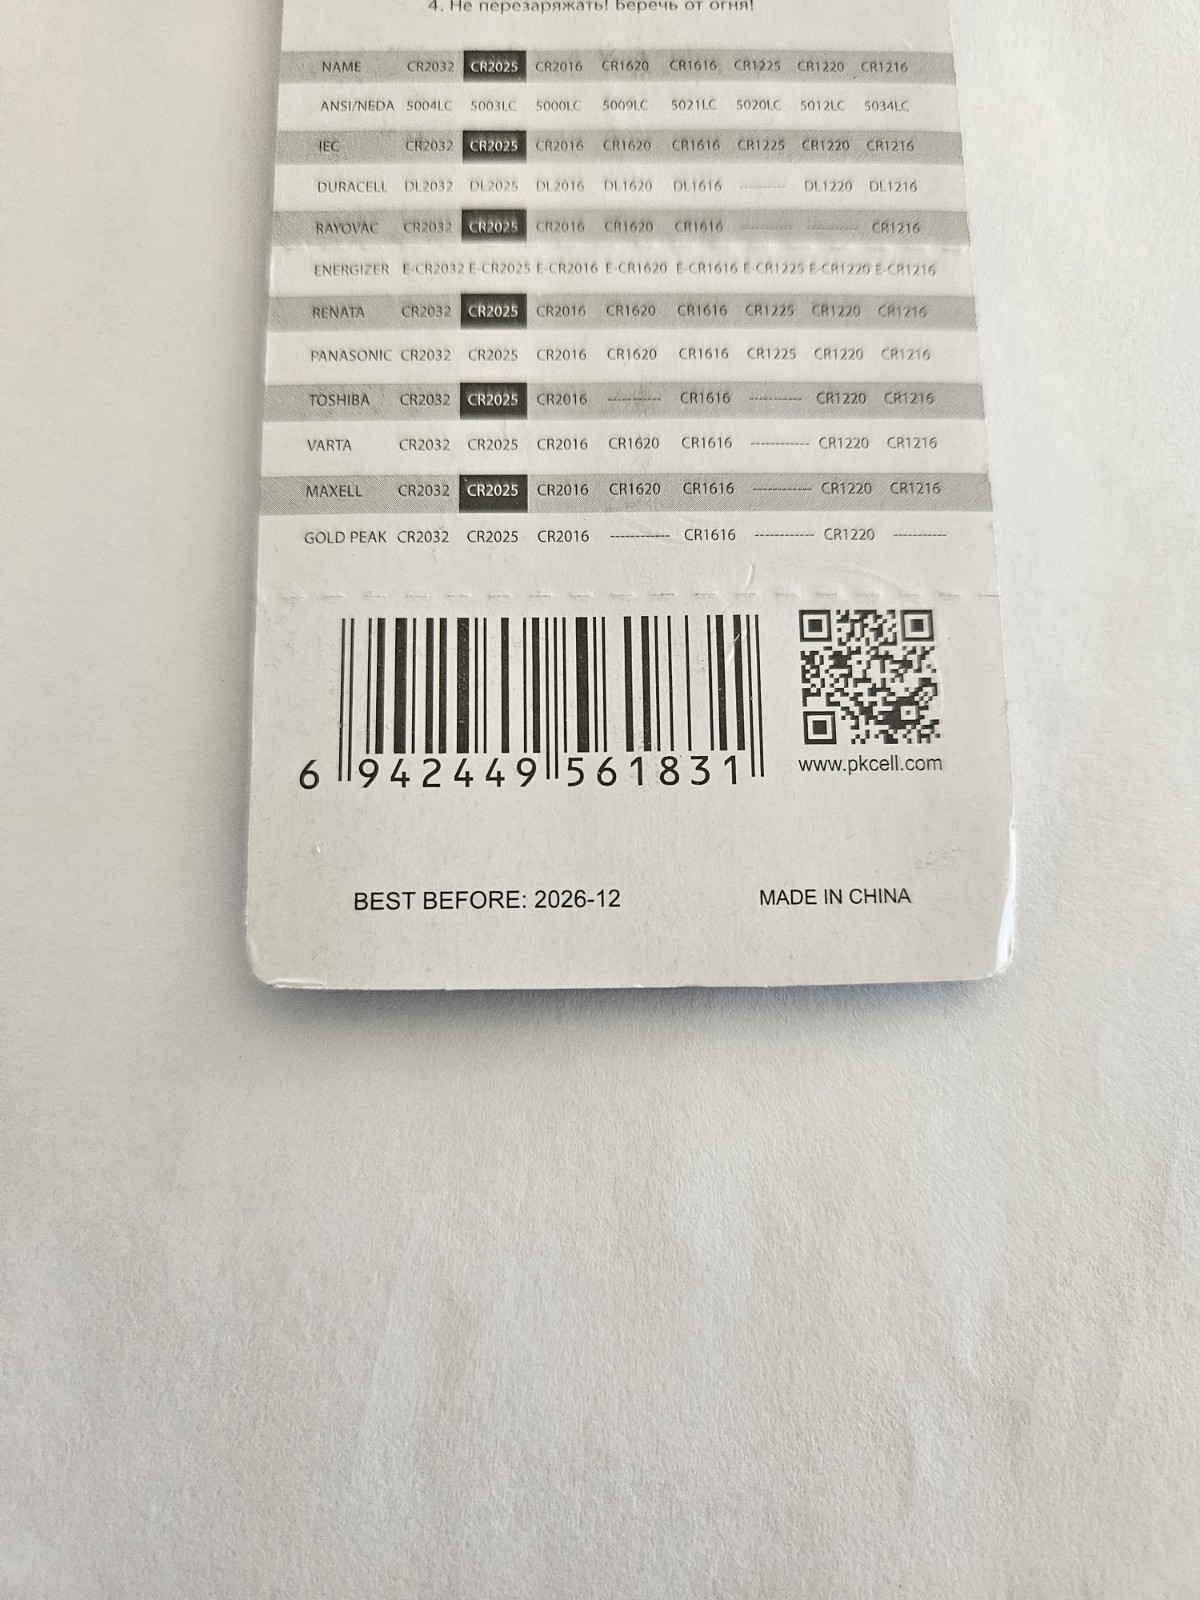 4. Не перезаряжать! Беречь от огня!
NAME CR2032 CR2025 CR2016 CR1620 CR1616 CR1225 CR1220 CR1216
ANSI/NEDA 5004LC 5003LC 5000LC 5009LC 5021LC 5020LC 5012LC 5034LC
IEC CR2032 CR2025 CR2016 CR1620 CR1616 CR1225 CR1220 CR1216
DURACELL DL2032 DL2025 DL2016 DL1620 DL1616 ---------- DL1220 DL1216
RAYOVAC CR2032 CR2025 CR2016 CR1620 CR1616 ---------- ---------- CR1216
ENERGIZER E-CR2032 E-CR2025 E-CR2016 E-CR1620 E-CR1616 E-CR1225 E-CR1220 E-CR1216
RENATA CR2032 CR2025 CR2016 CR1620 CR1616 CR1225 CR1220 CR1216
PANASONIC CR2032 CR2025 CR2016 CR1620 CR1616 CR1225 CR1220 CR1216
TOSHIBA CR2032 CR2025 CR2016 ---------- CR1616 ---------- CR1220 CR1216
VARTA CR2032 CR2025 CR2016 CR1620 CR1616 ---------- CR1220 CR1216
MAXELL CR2032 CR2025 CR2016 CR1620 CR1616 ---------- CR1220 CR1216
GOLD PEAK CR2032 CR2025 CR2016 ---------- CR1616 ---------- CR1220 ----------
6 942449 561831
www.pkcell.com
BEST BEFORE: 2026-12 MADE IN CHINA